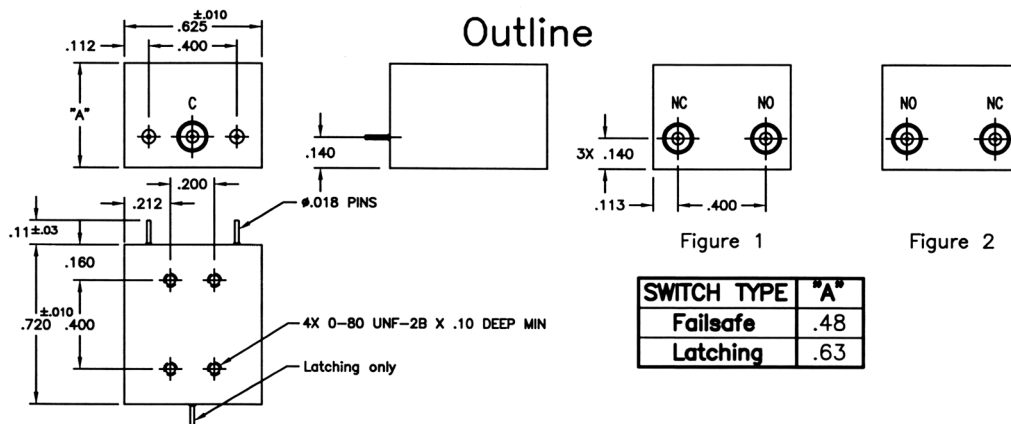 Outline
±.010
.625
.112
.400
"A"
C
.140
NC
NO
3X .140
.113
.400
Figure 1
NO
NC
Figure 2
.200
.212
ø.018 PINS
.11±.03
.160
±.010
.720
.400
4X 0-80 UNF-2B X .10 DEEP MIN
Latching only
SWITCH TYPE "A"
Failsafe .48
Latching .63